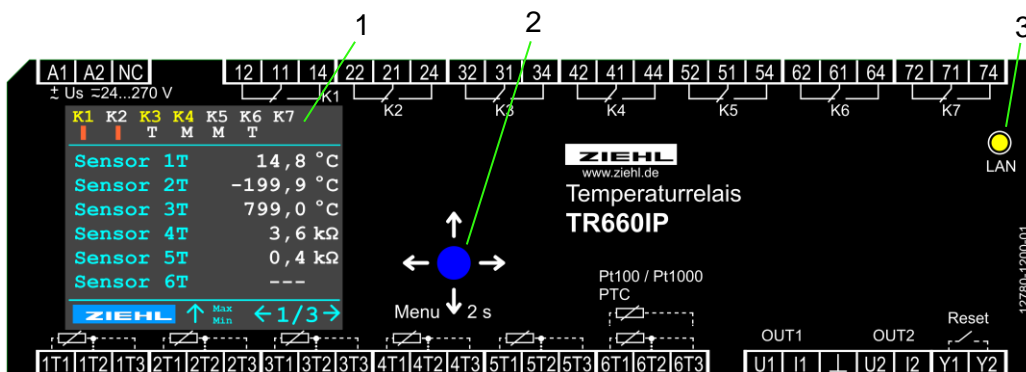 1 2 3
A1 A2 NC 12 11 14 22 21 24 32 31 34 42 41 44 52 51 54 62 61 64 72 71 74
± Us ≂24...270 V K1 K2 K3 K4 K5 K6 K7
K1 K2 K3 K4 K5 K6 K7
T M M T
LAN
Sensor 1T 14,8 °C
Sensor 2T -199,9 °C
Sensor 3T 799,0 °C
Sensor 4T 3,6 kΩ
Sensor 5T 0,4 kΩ
Sensor 6T ---
ZIEHL ↑ Max Min ←1/3→
ZIEHL
www.ziehl.de
Temperaturrelais
TR660IP
Menu 2 s
Pt100 / Pt1000
PTC
12780-1200-01
OUT1 OUT2 Reset
1T1 1T2 1T3 2T1 2T2 2T3 3T1 3T2 3T3 4T1 4T2 4T3 5T1 5T2 5T3 6T1 6T2 6T3 U1 I1 ⊥ U2 I2 Y1 Y2